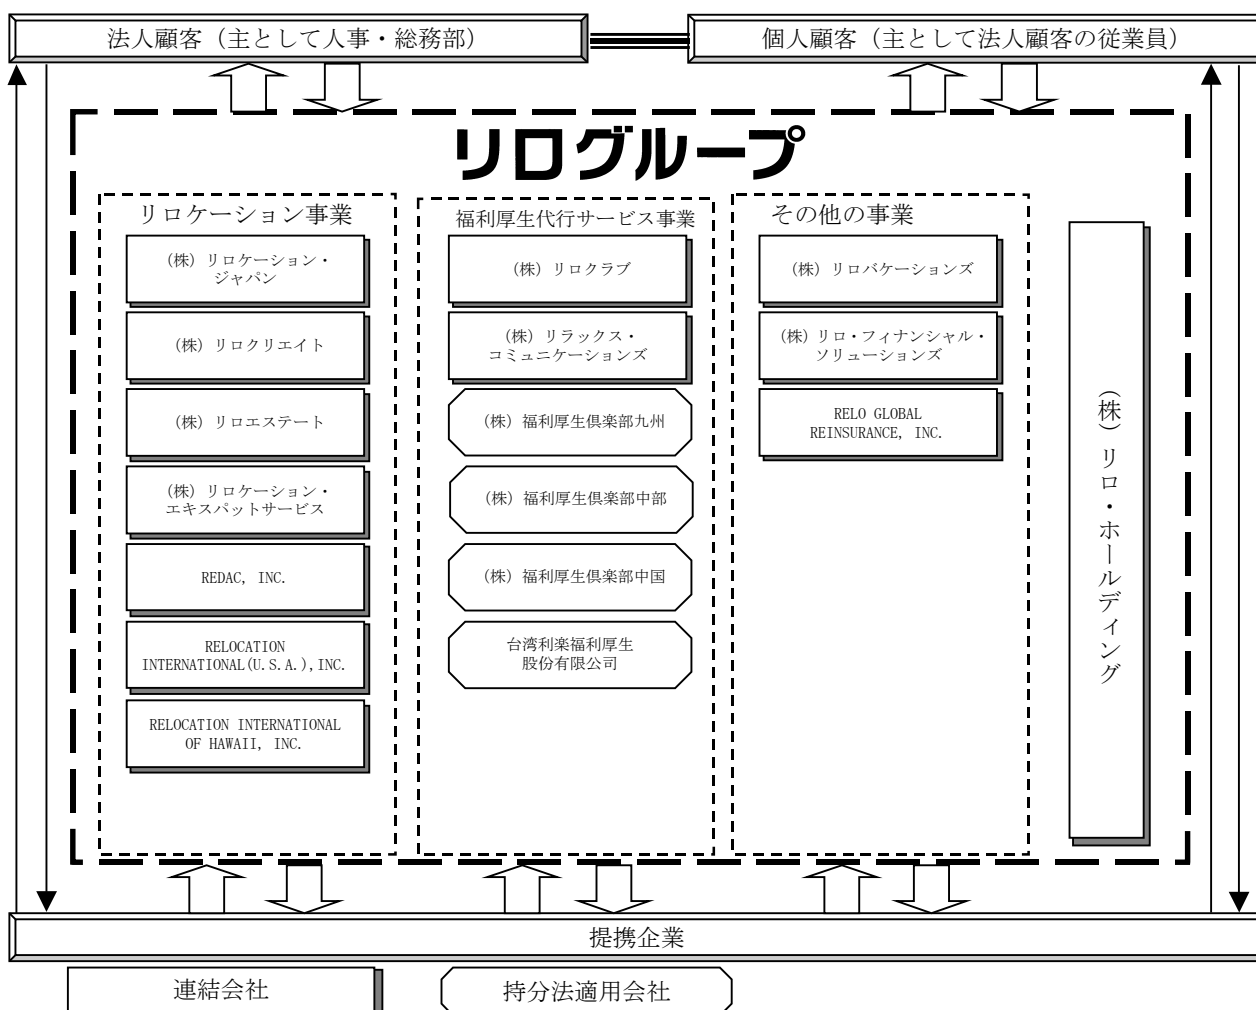 法人顧客（主として人事・総務部）
個人顧客（主として法人顧客の従業員）
リログループ
リロケーション事業
（株）リロケーション・
ジャパン
（株）リロクリエイト
（株）リロエステート
（株）リロケーション・
エキスパットサービス
REDAC, INC.
RELOCATION
INTERNATIONAL(U.S.A.),INC.
RELOCATION INTERNATIONAL
OF HAWAII, INC.
福利厚生代行サービス事業
（株）リロクラブ
（株）リラックス・
コミュニケーションズ
（株）福利厚生倶楽部九州
（株）福利厚生倶楽部中部
（株）福利厚生倶楽部中国
台湾利楽福利厚生
股份有限公司
その他の事業
（株）リロバケーションズ
（株）リロ・フィナンシャル・
ソリューションズ
RELO GLOBAL
REINSURANCE, INC.
（株）リロ・ホールディング
提携企業
連結会社
持分法適用会社